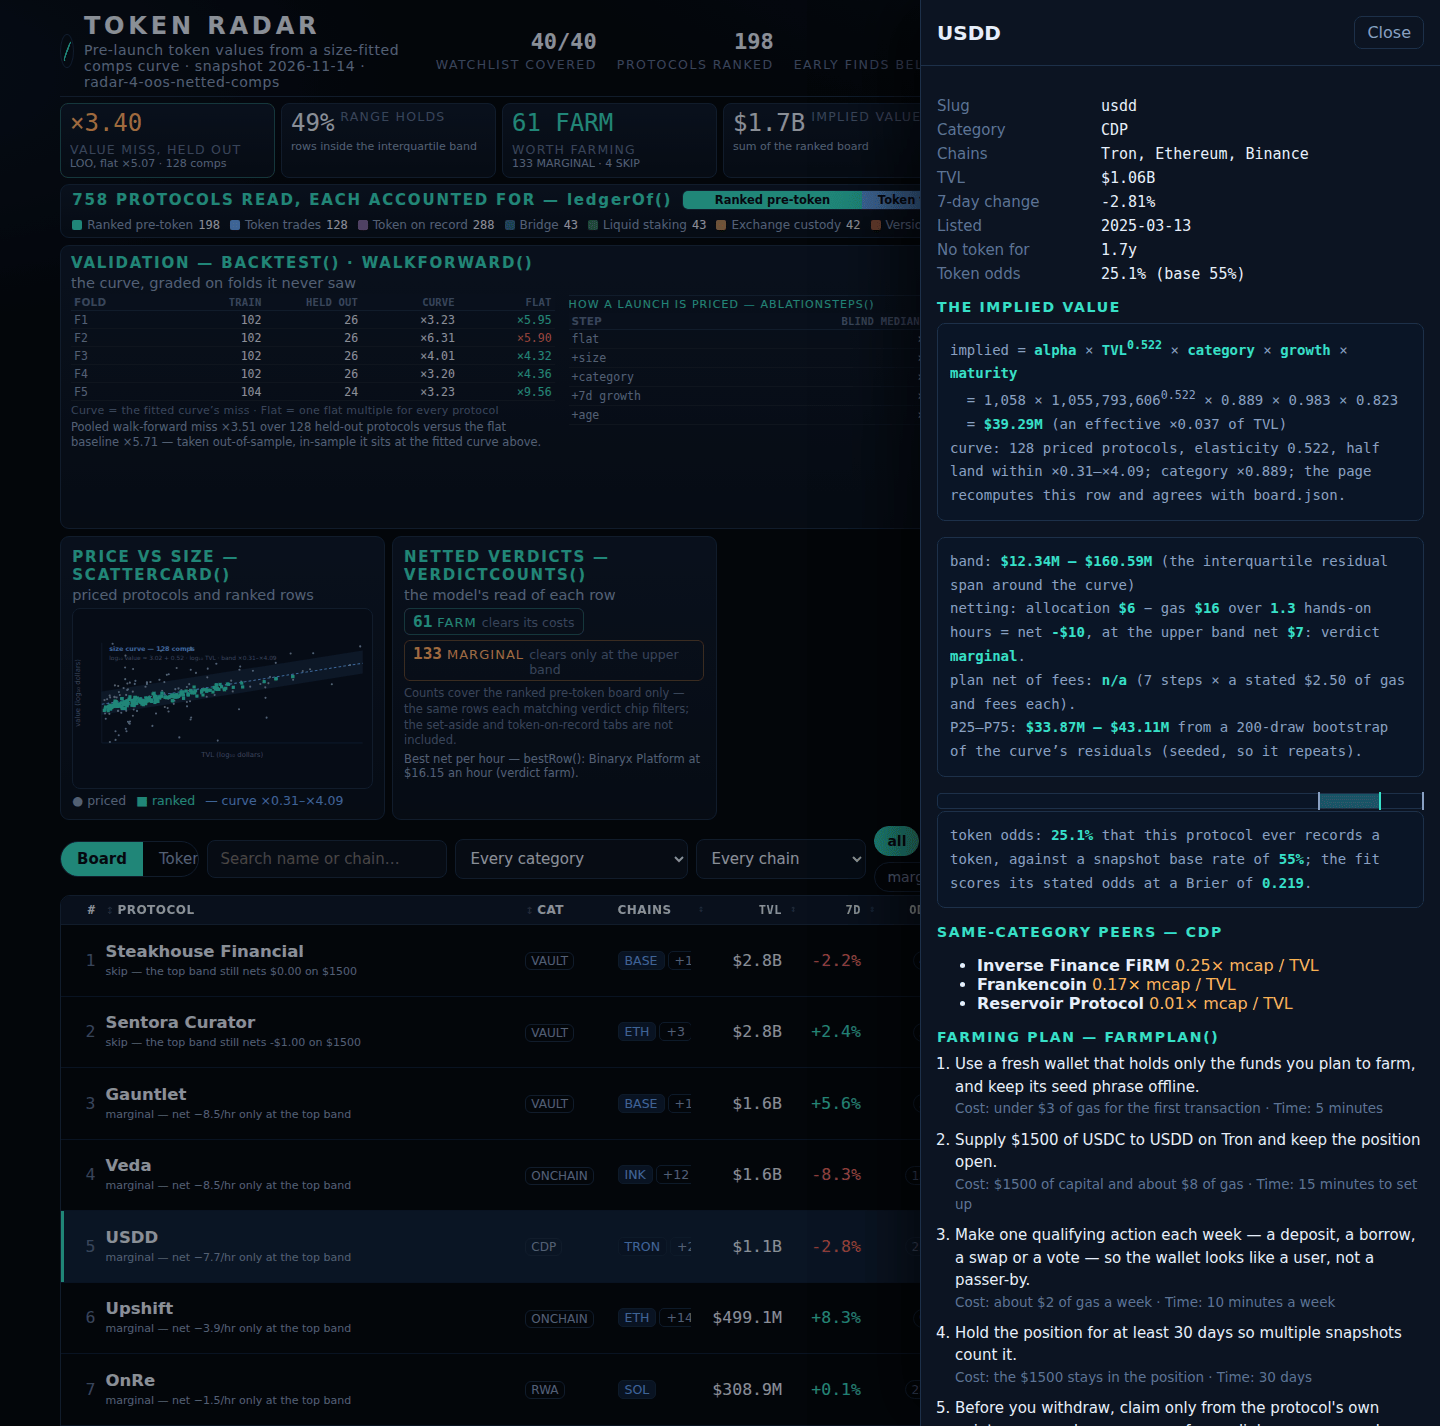 TOKEN RADAR
Pre-launch token values from a size-fitted
comps curve · snapshot 2026-11-14 ·
radar-4-oos-netted-comps
40/40
WATCHLIST COVERED
198
PROTOCOLS RANKED
EARLY FINDS BEL
×3.40
VALUE MISS, HELD OUT
LOO, flat ×5.07 · 128 comps
49% RANGE HOLDS
rows inside the interquartile band
61 FARM
WORTH FARMING
133 MARGINAL · 4 SKIP
$1.7B IMPLIED VALUE
sum of the ranked board
758 PROTOCOLS READ, EACH ACCOUNTED FOR — ledgerOf()
Ranked pre-token
Token
Ranked pre-token 198
Token trades 128
Token on record 288
Bridge 43
Liquid staking 43
Exchange custody 42
Versio
VALIDATION — BACKTEST() · WALKFORWARD()
the curve, graded on folds it never saw
FOLD TRAIN HELD OUT CURVE FLAT
F1 102 26 ×3.23 ×5.95
F2 102 26 ×6.31 ×5.90
F3 102 26 ×4.01 ×4.32
F4 102 26 ×3.20 ×4.36
F5 104 24 ×3.23 ×9.56
Curve = the fitted curve’s miss · Flat = one flat multiple for every protocol
Pooled walk-forward miss ×3.51 over 128 held-out protocols versus the flat
baseline ×5.71 — taken out-of-sample, in-sample it sits at the fitted curve above.
HOW A LAUNCH IS PRICED — ABLATIONSTEPS()
STEP BLIND MEDIAN
flat
+size
+category
+7d growth
+age
PRICE VS SIZE —
SCATTERCARD()
priced protocols and ranked rows
size curve — 128 comps
value (log₁₀ dollars)
TVL (log₁₀ dollars)
priced
ranked
— curve ×0.31–×4.09
NETTED VERDICTS —
VERDICTCOUNTS()
the model's read of each row
61 FARM clears its costs
133 MARGINAL clears only at the upper
band
Counts cover the ranked pre-token board only —
the same rows each matching verdict chip filters;
the set-aside and token-on-record tabs are not
included.
Best net per hour — bestRow(): Binaryx Platform at
$16.15 an hour (verdict farm).
Board
Token
Search name or chain…
Every category
Every chain
all
marg
# ↕ PROTOCOL ↕ CAT CHAINS ↕ TVL ↕ 7D ↕
1 Steakhouse Financial VAULT BASE +1 $2.8B -2.2%
skip — the top band still nets $0.00 on $1500
2 Sentora Curator VAULT ETH +3 $2.8B +2.4%
skip — the top band still nets -$1.00 on $1500
3 Gauntlet VAULT BASE +1 $1.6B +5.6%
marginal — net −8.5/hr only at the top band
4 Veda ONCHAIN INK +12 $1.6B -8.3%
marginal — net −8.5/hr only at the top band
5 USDD CDP TRON +2 $1.1B -2.8%
marginal — net −7.7/hr only at the top band
6 Upshift ONCHAIN ETH +14 $499.1M +8.3%
marginal — net −3.9/hr only at the top band
7 OnRe RWA SOL $308.9M +0.1%
marginal — net −1.5/hr only at the top band
USDD
Close
Slug usdd
Category CDP
Chains Tron, Ethereum, Binance
TVL $1.06B
7-day change -2.81%
Listed 2025-03-13
No token for 1.7y
Token odds 25.1% (base 55%)
THE IMPLIED VALUE
implied = alpha × TVL0.522 × category × growth ×
maturity
= 1,058 × 1,055,793,6060.522 × 0.889 × 0.983 × 0.823
= $39.29M (an effective ×0.037 of TVL)
curve: 128 priced protocols, elasticity 0.522, half
land within ×0.31–×4.09; category ×0.889; the page
recomputes this row and agrees with board.json.
band: $12.34M — $160.59M (the interquartile residual
span around the curve)
netting: allocation $6 − gas $16 over 1.3 hands-on
hours = net -$10, at the upper band net $7: verdict
marginal.
plan net of fees: n/a (7 steps × a stated $2.50 of gas
and fees each).
P25–P75: $33.87M — $43.11M from a 200-draw bootstrap
of the curve’s residuals (seeded, so it repeats).
token odds: 25.1% that this protocol ever records a
token, against a snapshot base rate of 55%; the fit
scores its stated odds at a Brier of 0.219.
SAME-CATEGORY PEERS — CDP
• Inverse Finance FiRM 0.25× mcap / TVL
• Frankencoin 0.17× mcap / TVL
• Reservoir Protocol 0.01× mcap / TVL
FARMING PLAN — FARMPLAN()
1. Use a fresh wallet that holds only the funds you plan to farm,
and keep its seed phrase offline.
Cost: under $3 of gas for the first transaction · Time: 5 minutes
2. Supply $1500 of USDC to USDD on Tron and keep the position
open.
Cost: $1500 of capital and about $8 of gas · Time: 15 minutes to set
up
3. Make one qualifying action each week — a deposit, a borrow,
a swap or a vote — so the wallet looks like a user, not a
passer-by.
Cost: about $2 of gas a week · Time: 10 minutes a week
4. Hold the position for at least 30 days so multiple snapshots
count it.
Cost: the $1500 stays in the position · Time: 30 days
5. Before you withdraw, claim only from the protocol's own